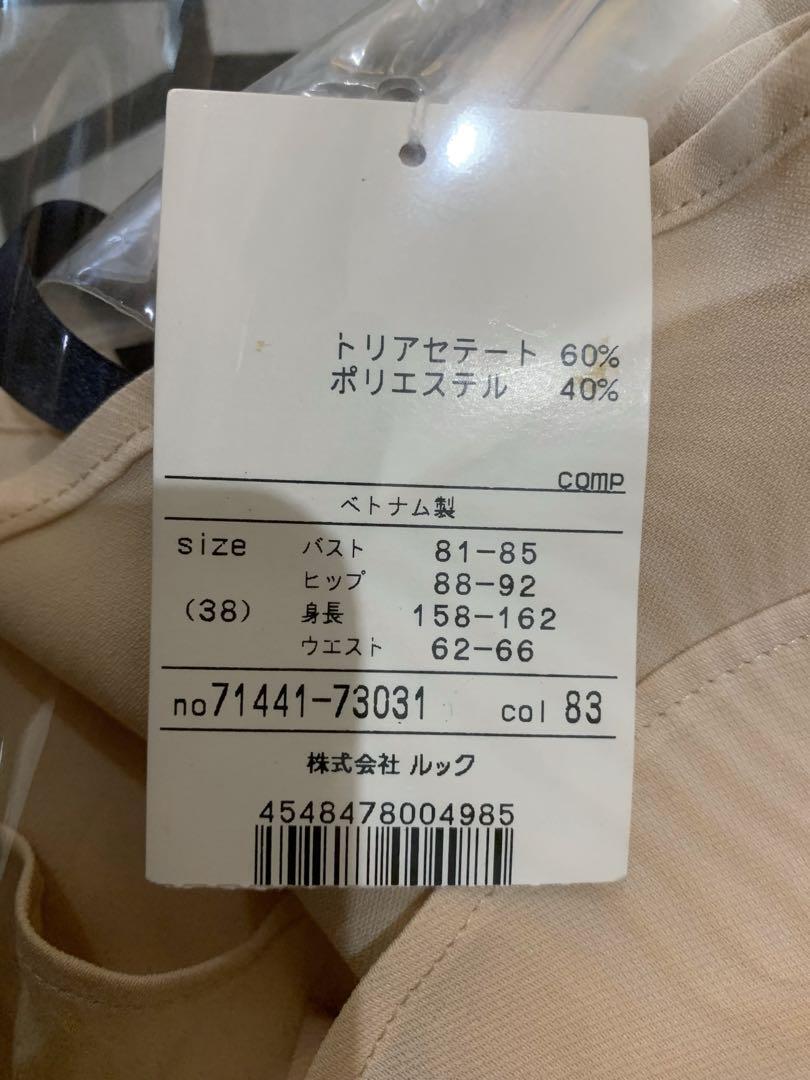 トリアセテート 60%
ポリエステル 40%
comp
ベトナム製
size バスト 81-85
ヒップ 88-92
(38) 身長 158-162
ウエスト 62-66
no71441-73031 col 83
株式会社 ルック
4548478004985